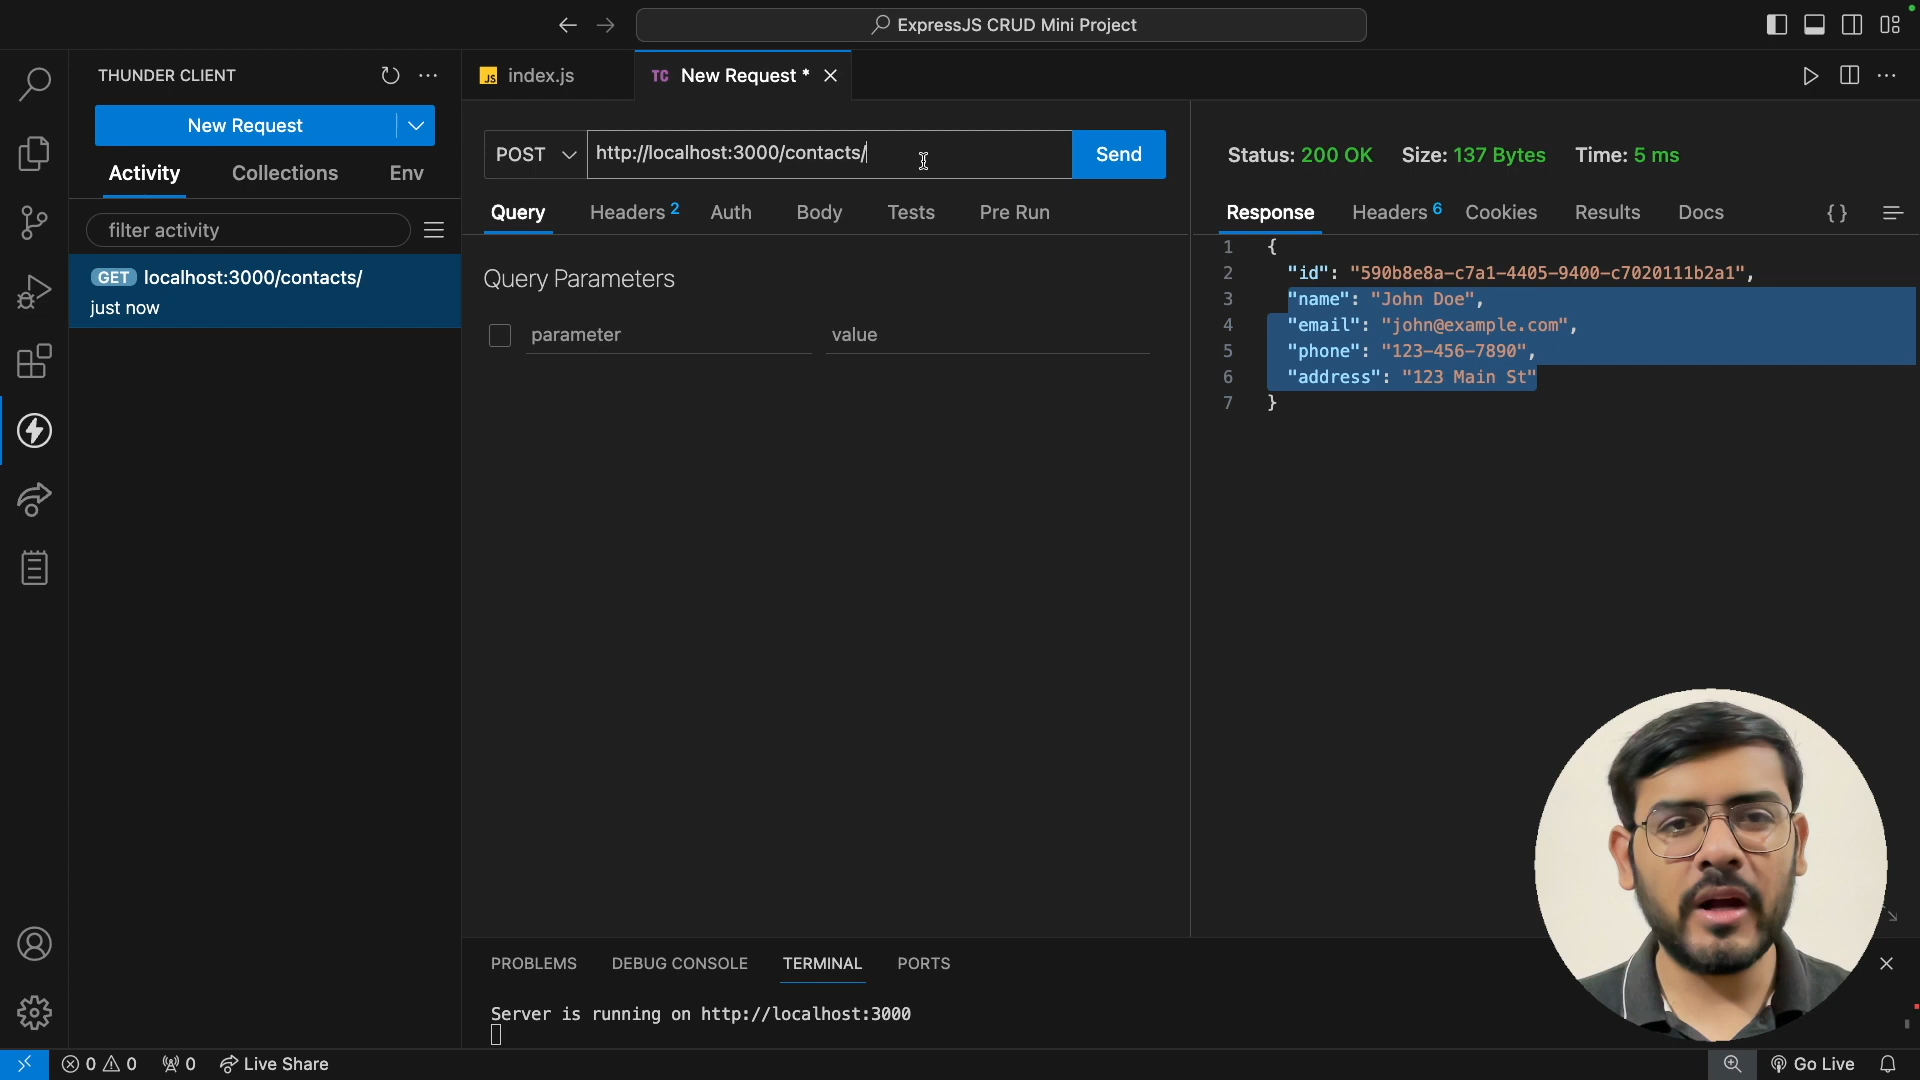 ExpressJS CRUD Mini Project
THUNDER CLIENT
New Request
Activity
Collections
Env
filter activity
GET localhost:3000/contacts/
just now
JS index.js
TC New Request *
POST
http://localhost:3000/contacts/
Send
Query
Headers 2
Auth
Body
Tests
Pre Run
Query Parameters
parameter
value
Status: 200 OK
Size: 137 Bytes
Time: 5 ms
Response
Headers 6
Cookies
Results
Docs
{}
1 {
2 "id": "590b8e8a-c7a1-4405-9400-c7020111b2a1",
3 "name": "John Doe",
4 "email": "john@example.com",
5 "phone": "123-456-7890",
6 "address": "123 Main St"
7 }
PROBLEMS
DEBUG CONSOLE
TERMINAL
PORTS
Server is running on http://localhost:3000
0
0
0
Live Share
Go Live